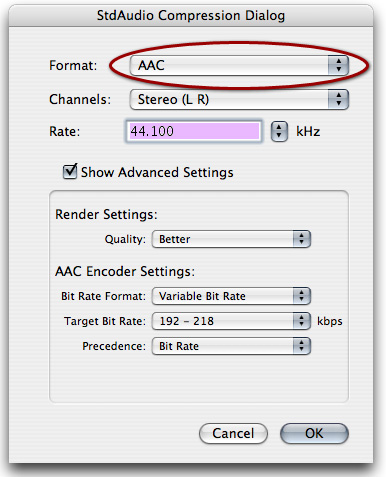 StdAudio Compression Dialog
Format: AAC
Channels: Stereo (L R)
Rate: 44.100 kHz
Show Advanced Settings
Render Settings:
Quality: Better
AAC Encoder Settings:
Bit Rate Format: Variable Bit Rate
Target Bit Rate: 192 – 218 kbps
Precedence: Bit Rate
Cancel OK